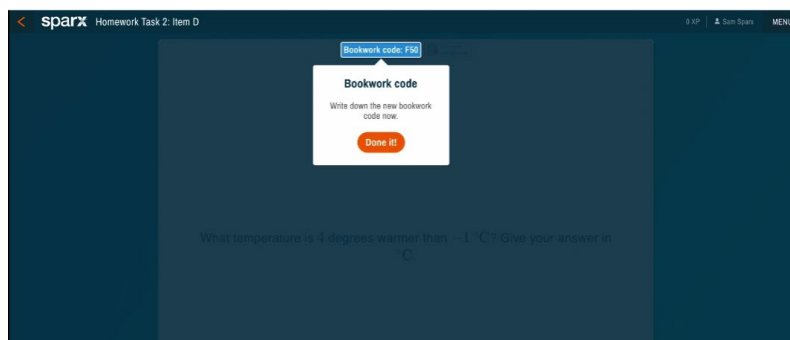 sparx Homework Task 2: Item D
0 XP Sam Sparx MENU
Bookwork code: F50
Bookwork code
Write down the new bookwork
code now.
Done it!
What temperature is 4 degrees warmer than −1 °C? Give your answer in
°C.